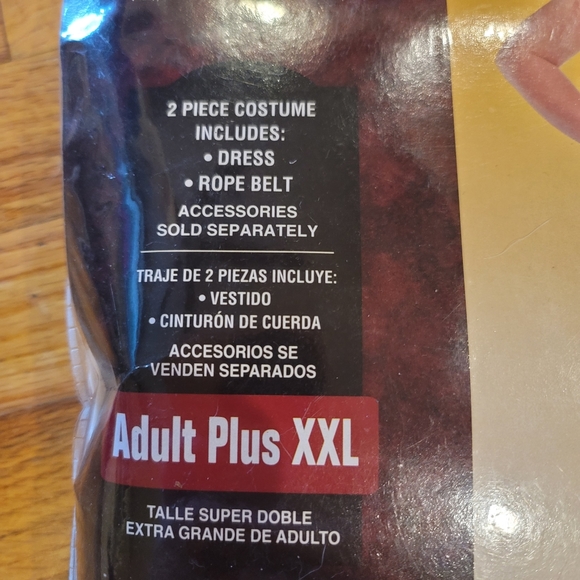 2 PIECE COSTUME
INCLUDES:
• DRESS
• ROPE BELT
ACCESSORIES
SOLD SEPARATELY
TRAJE DE 2 PIEZAS INCLUYE:
• VESTIDO
• CINTURÓN DE CUERDA
ACCESORIOS SE
VENDEN SEPARADOS
Adult Plus XXL
TALLE SUPER DOBLE
EXTRA GRANDE DE ADULTO